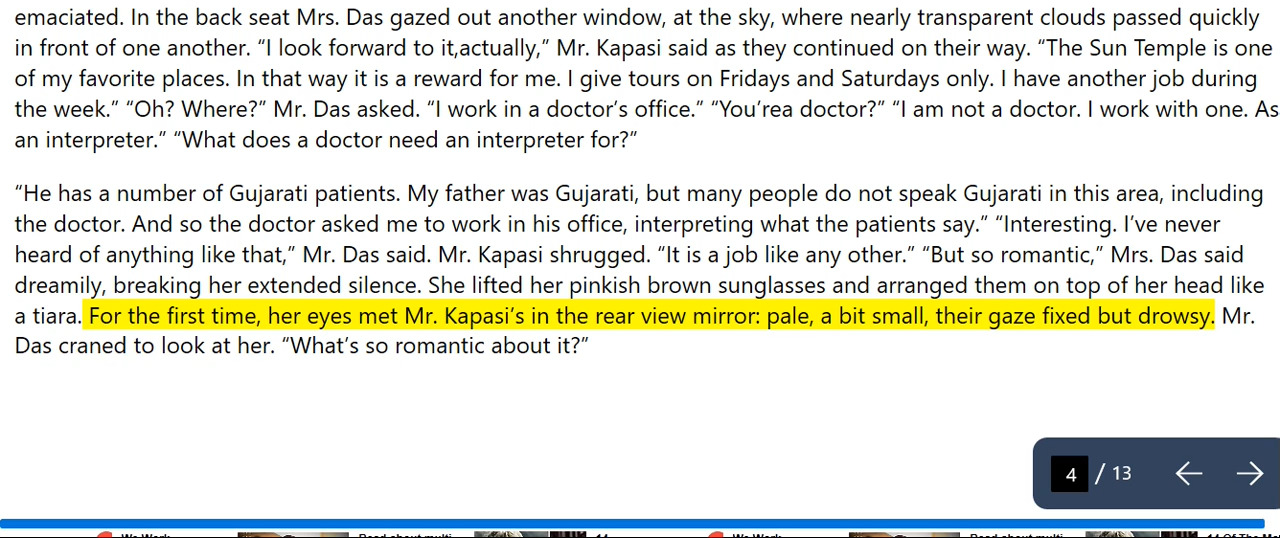 emaciated. In the back seat Mrs. Das gazed out another window, at the sky, where nearly transparent clouds passed quickly
in front of one another. “I look forward to it,actually,” Mr. Kapasi said as they continued on their way. “The Sun Temple is one
of my favorite places. In that way it is a reward for me. I give tours on Fridays and Saturdays only. I have another job during
the week.” “Oh? Where?” Mr. Das asked. “I work in a doctor’s office.” “You’rea doctor?” “I am not a doctor. I work with one. As
an interpreter.” “What does a doctor need an interpreter for?”
“He has a number of Gujarati patients. My father was Gujarati, but many people do not speak Gujarati in this area, including
the doctor. And so the doctor asked me to work in his office, interpreting what the patients say.” “Interesting. I’ve never
heard of anything like that,” Mr. Das said. Mr. Kapasi shrugged. “It is a job like any other.” “But so romantic,” Mrs. Das said
dreamily, breaking her extended silence. She lifted her pinkish brown sunglasses and arranged them on top of her head like
a tiara. For the first time, her eyes met Mr. Kapasi’s in the rear view mirror: pale, a bit small, their gaze fixed but drowsy. Mr.
Das craned to look at her. “What’s so romantic about it?”
4 / 13